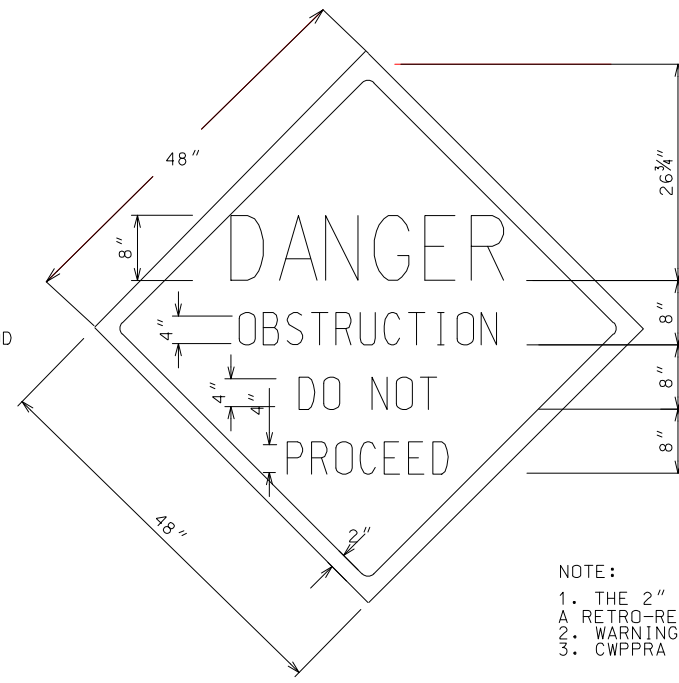 48"
26¾"
8"
DANGER
8"
4"
OBSTRUCTION
4"
DO NOT
8"
4"
PROCEED
8"
48"
2"
NOTE:
1. THE 2"
A RETRO-RE
2. WARNING
3. CWPPRA